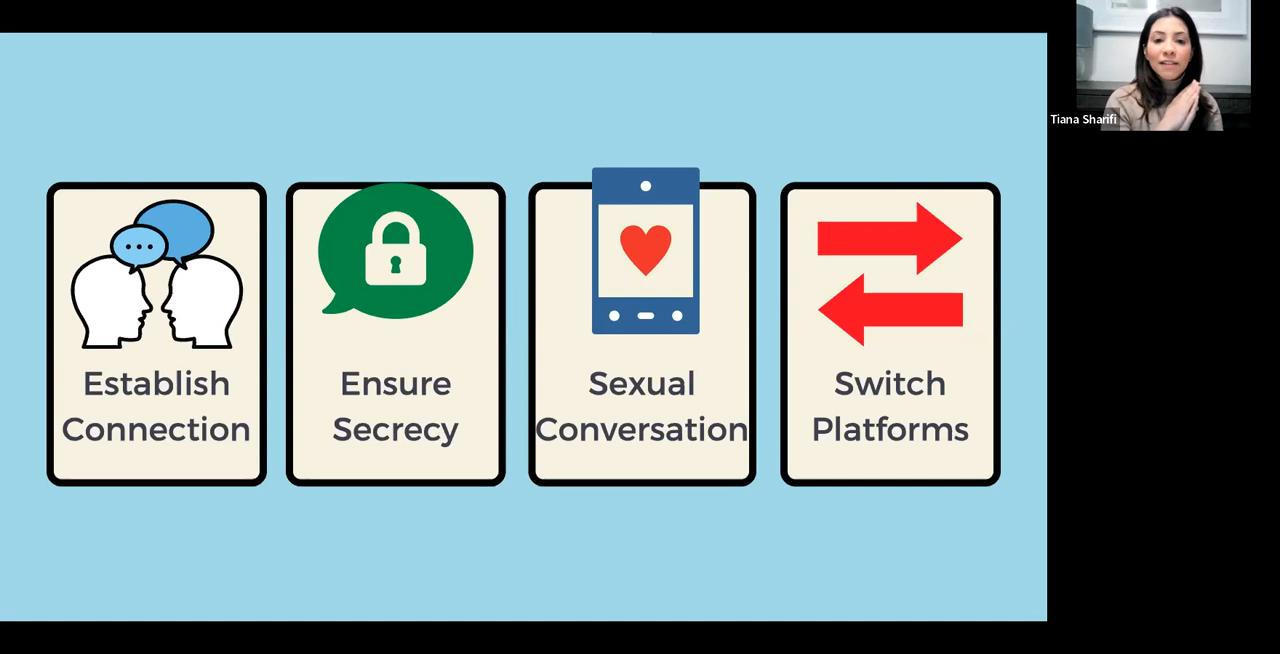 Tiana Sharifi
Establish
Connection
Ensure
Secrecy
Sexual
Conversation
Switch
Platforms